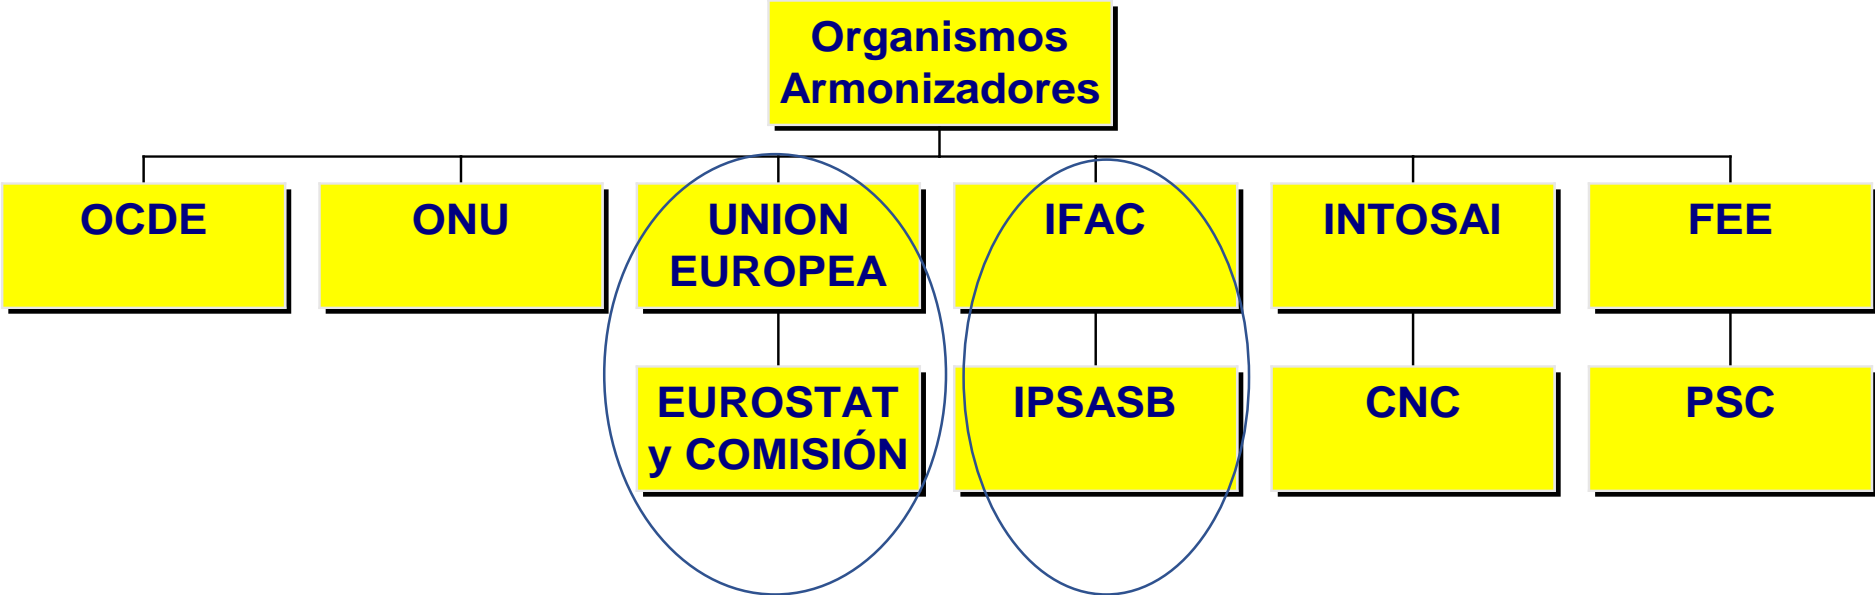 Organismos
Armonizadores
OCDE
ONU
UNION
EUROPEA
IFAC
INTOSAI
FEE
EUROSTAT
y COMISIÓN
IPSASB
CNC
PSC